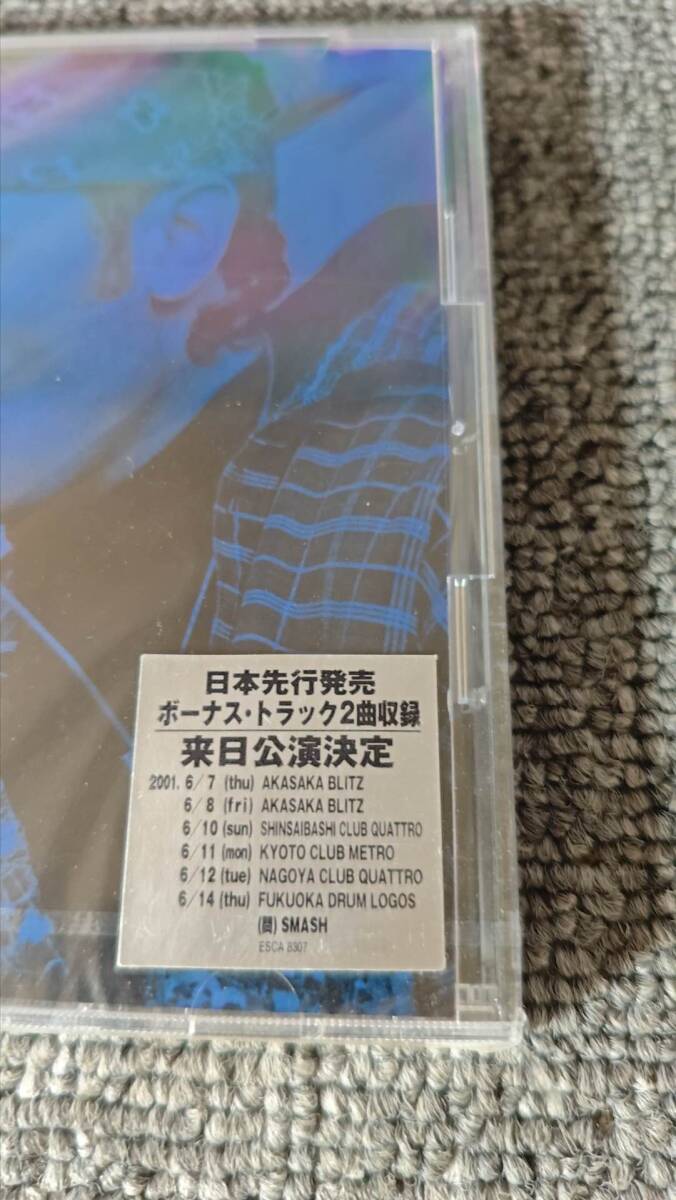 日本先行発売
ボーナス・トラック2曲収録
来日公演決定
2001. 6/7 (thu) AKASAKA BLITZ
6/8 (fri) AKASAKA BLITZ
6/10 (sun) SHINSAIBASHI CLUB QUATTRO
6/11 (mon) KYOTO CLUB METRO
6/12 (tue) NAGOYA CLUB QUATTRO
6/14 (thu) FUKUOKA DRUM LOGOS
(問) SMASH
ESCA 8307